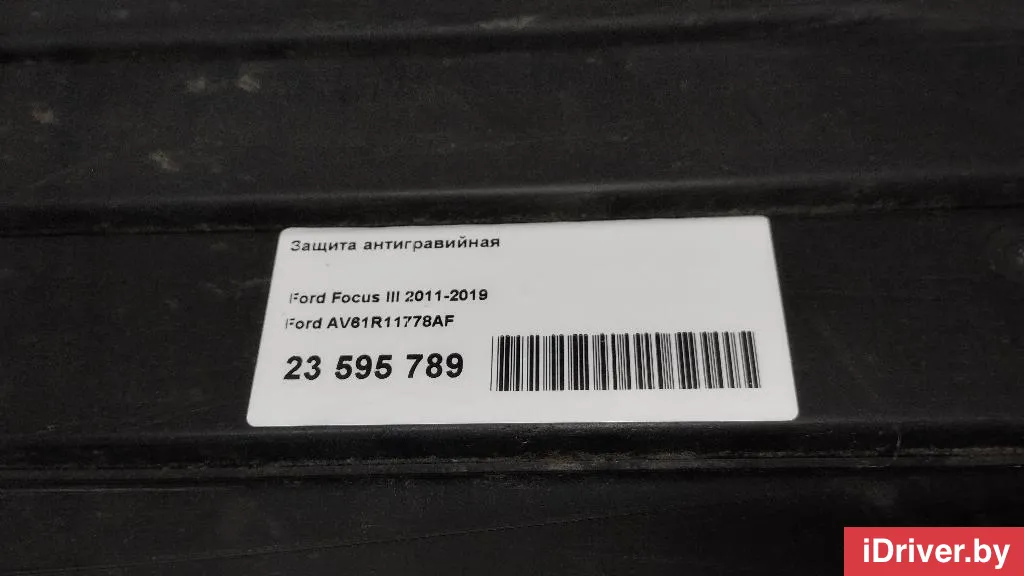 Защита антигравийная
Ford Focus III 2011-2019
Ford AV61R11778AF
23 595 789
iDriver.by